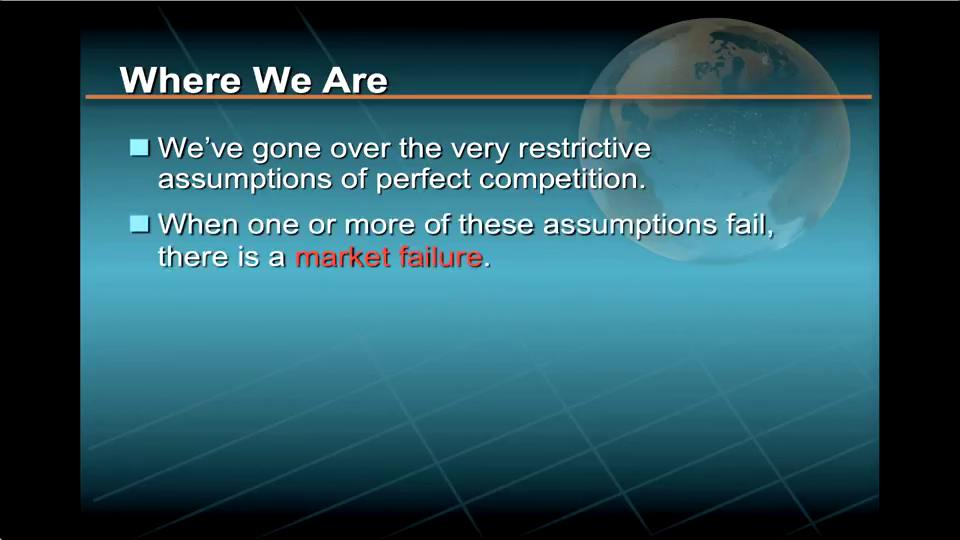 Where We Are
We’ve gone over the very restrictive
assumptions of perfect competition.
When one or more of these assumptions fail,
there is a market failure.